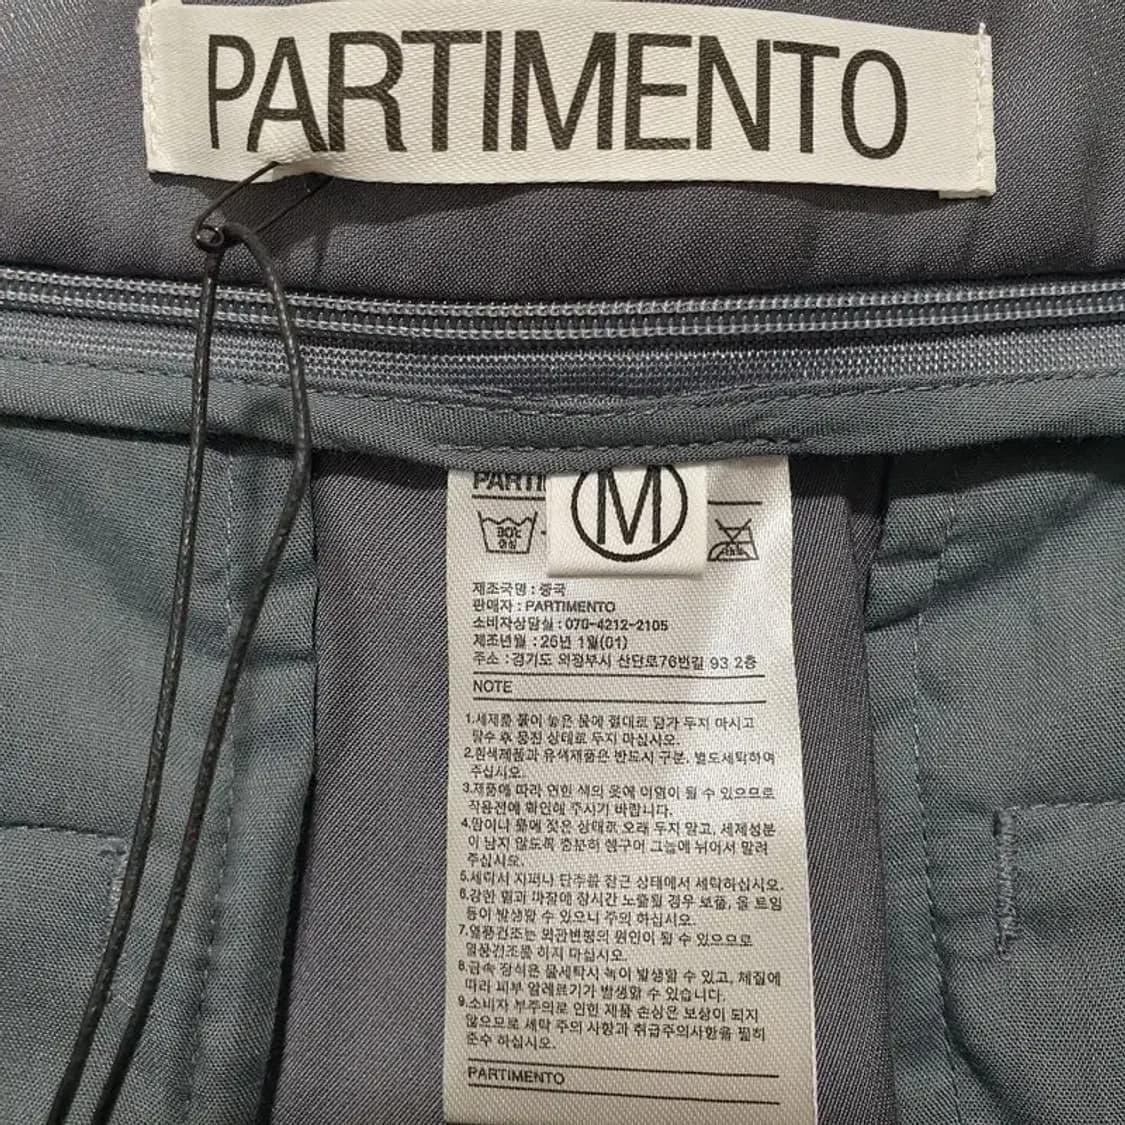 PARTIMENTO
PARTI
M
30℃
중성
제조국명 : 중국
판매자 : PARTIMENTO
소비자상담실 : 070-4212-2105
제조년월 : 26년 1월(01)
주소 : 경기도 의정부시 산단로76번길 93 2층
NOTE
1.세제를 풀어 놓은 물에 절대로 담가 두지 마시고
탈수 후 뭉친 상태로 두지 마십시오.
2.흰색제품과 유색제품은 반드시 구분, 별도세탁하여
주십시오.
3.제품에 따라 연한 색의 옷에 이염이 될 수 있으므로
착용전에 확인해 주시기 바랍니다.
4.땀이나 물에 젖은 상태로 오래 두지 말고, 세제성분
이 남지 않도록 충분히 헹구어 그늘에 뉘어서 말려
주십시오.
5.세탁시 지퍼나 단추를 잠근 상태에서 세탁하십시오.
6.강한 힘과 마찰에 장시간 노출될 경우 보풀, 올 트임
등이 발생할 수 있으니 주의 하십시오.
7.열풍건조는 외관변형의 원인이 될 수 있으므로
열풍건조를 하지 마십시오.
8.금속 장식은 물세탁시 녹이 발생할 수 있고, 체질에
따라 피부 알레르기가 발생할 수 있습니다.
9.소비자 부주의로 인한 제품 손상은 보상이 되지
않으므로 세탁 주의 사항과 취급주의사항을 필히
준수 하십시오.
PARTIMENTO